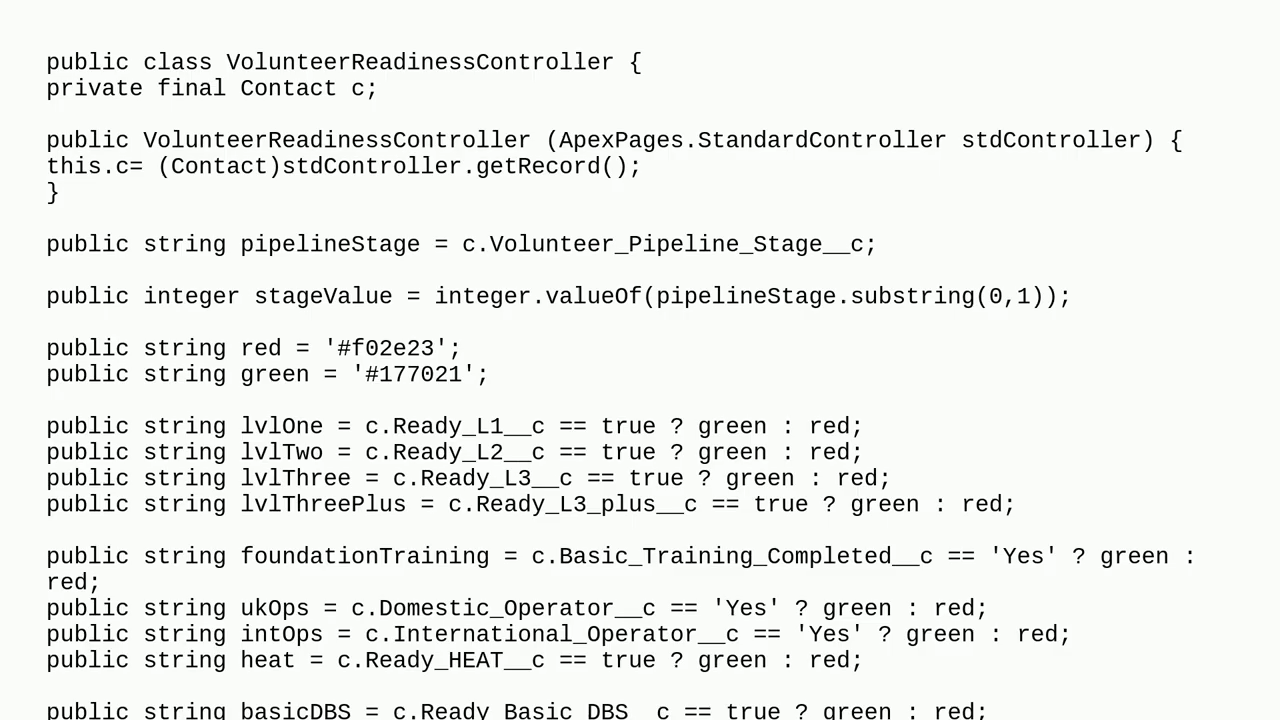 public class VolunteerReadinessController {
private final Contact c;
public VolunteerReadinessController (ApexPages.StandardController stdController) {
this.c= (Contact)stdController.getRecord();
}
public string pipelineStage = c.Volunteer_Pipeline_Stage__c;
public integer stageValue = integer.valueOf(pipelineStage.substring(0,1));
public string red = '#f02e23';
public string green = '#177021';
public string lvlOne = c.Ready_L1__c == true ? green : red;
public string lvlTwo = c.Ready_L2__c == true ? green : red;
public string lvlThree = c.Ready_L3__c == true ? green : red;
public string lvlThreePlus = c.Ready_L3_plus__c == true ? green : red;
public string foundationTraining = c.Basic_Training_Completed__c == 'Yes' ? green :
red;
public string ukOps = c.Domestic_Operator__c == 'Yes' ? green : red;
public string intOps = c.International_Operator__c == 'Yes' ? green : red;
public string heat = c.Ready_HEAT__c == true ? green : red;
public string basicDBS = c.Ready_Basic_DBS__c == true ? green : red;